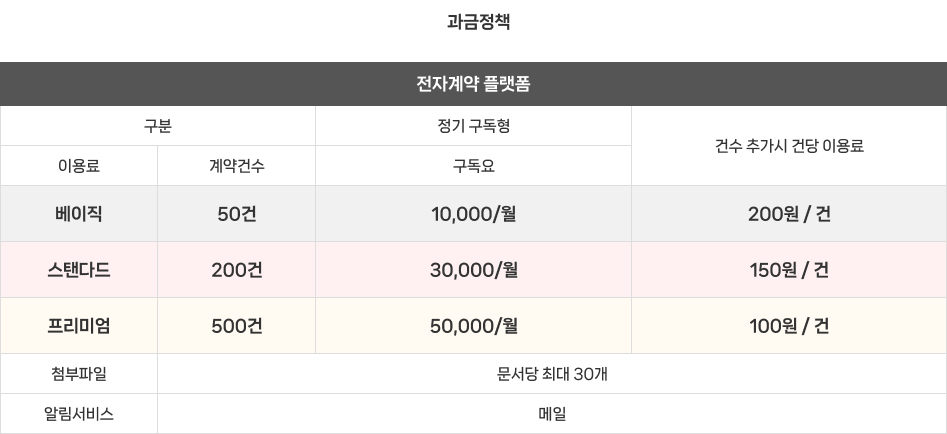 과금정책
전자계약 플랫폼
구분 정기 구독형 건수 추가시 건당 이용료
이용료 계약건수 구독요
베이직 50건 10,000/월 200원 / 건
스탠다드 200건 30,000/월 150원 / 건
프리미엄 500건 50,000/월 100원 / 건
첨부파일 문서당 최대 30개
알림서비스 메일